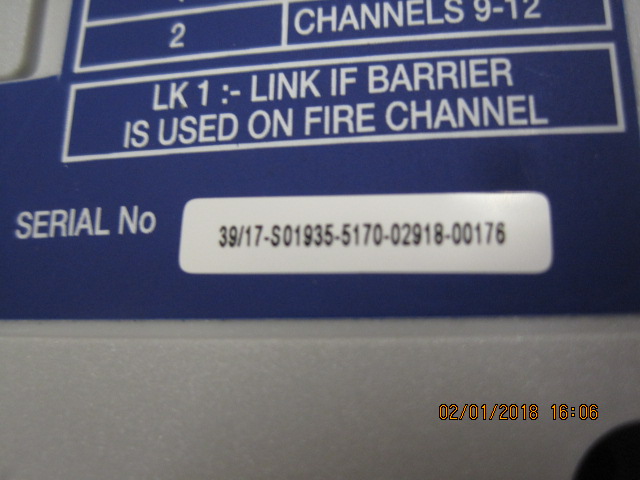 2 CHANNELS 9-12
LK 1 :- LINK IF BARRIER
IS USED ON FIRE CHANNEL
SERIAL No
39/17-S01935-5170-02918-00176
02/01/2018 16:06